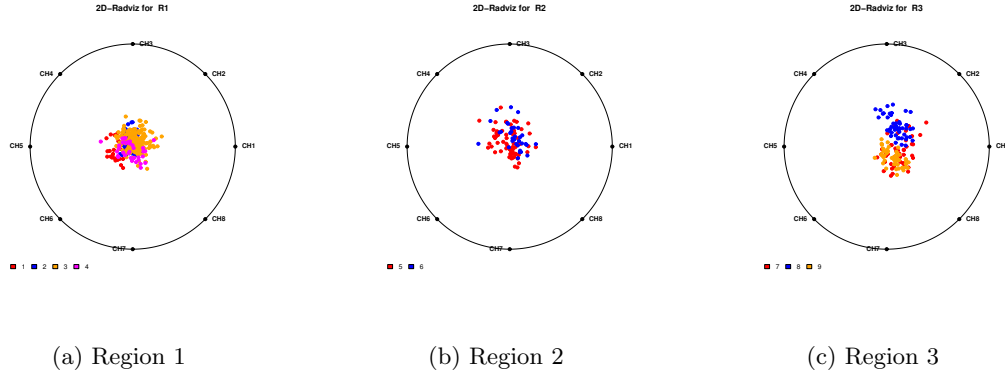 2D-Radviz for R1
CH3
CH4
CH2
CH5
CH1
CH6
CH8
CH7
1 2 3 4
(a) Region 1
2D-Radviz for R2
CH3
CH4
CH2
CH5
CH1
CH6
CH8
CH7
5 6
(b) Region 2
2D-Radviz for R3
CH3
CH4
CH2
CH5
CH
CH6
CH8
CH7
7 8 9
(c) Region 3